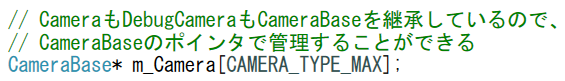 // CameraもDebugCameraもCameraBaseを継承しているので、
// CameraBaseのポインタで管理することができる
CameraBase* m_Camera[CAMERA_TYPE_MAX];